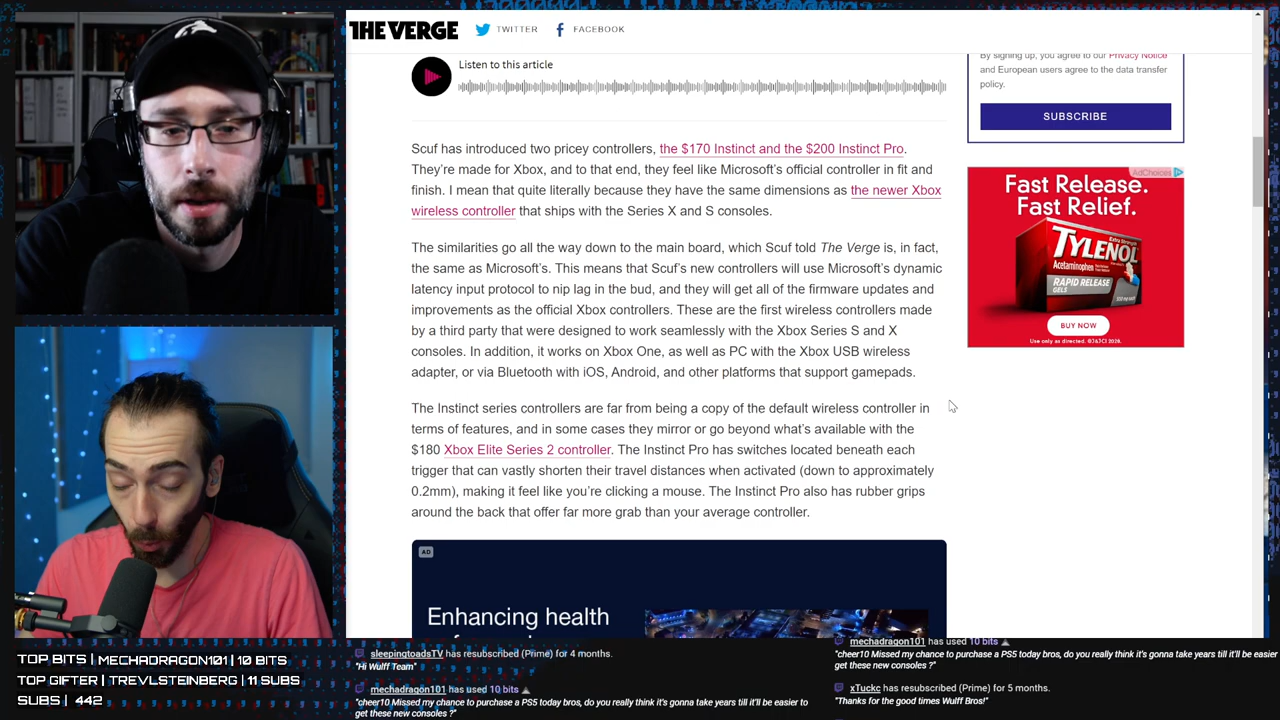 THE VERGE
TWITTER
FACEBOOK
Listen to this article
By signing up, you agree to our Privacy Notice
and European users agree to the data transfer
policy.
SUBSCRIBE
Scuf has introduced two pricey controllers, the $170 Instinct and the $200 Instinct Pro.
They’re made for Xbox, and to that end, they feel like Microsoft’s official controller in fit and
finish. I mean that quite literally because they have the same dimensions as the newer Xbox
wireless controller that ships with the Series X and S consoles.
The similarities go all the way down to the main board, which Scuf told The Verge is, in fact,
the same as Microsoft’s. This means that Scuf’s new controllers will use Microsoft’s dynamic
latency input protocol to nip lag in the bud, and they will get all of the firmware updates and
improvements as the official Xbox controllers. These are the first wireless controllers made
by a third party that were designed to work seamlessly with the Xbox Series S and X
consoles. In addition, it works on Xbox One, as well as PC with the Xbox USB wireless
adapter, or via Bluetooth with iOS, Android, and other platforms that support gamepads.
The Instinct series controllers are far from being a copy of the default wireless controller in
terms of features, and in some cases they mirror or go beyond what’s available with the
$180 Xbox Elite Series 2 controller. The Instinct Pro has switches located beneath each
trigger that can vastly shorten their travel distances when activated (down to approximately
0.2mm), making it feel like you’re clicking a mouse. The Instinct Pro also has rubber grips
around the back that offer far more grab than your average controller.
AdChoices
Fast Release.
Fast Relief.
Extra Strength
TYLENOL
Acetaminophen
RAPID RELEASE
GELS
BUY NOW
Use only as directed. ©J&JCI 2020.
AD
Enhancing health
TOP BITS | MECHADRAGON101 | 10 BITS
TOP GIFTER | TREVLSTEINBERG | 11 SUBS
SUBS | 442
sleepingtoadsTV has resubscribed (Prime) for 4 months.
"Hi Wulff Team"
mechadragon101 has used 10 bits
"cheer10 Missed my chance to purchase a PS5 today bros, do you really think it's gonna take years till it'll be easier to
get these new consoles ?"
mechadragon101 has used 10 bits
"cheer10 Missed my chance to purchase a PS5 today bros, do you really think it's gonna take years till it'll be easier
get these new consoles ?"
xTuckc has resubscribed (Prime) for 5 months.
"Thanks for the good times Wulff Bros!"